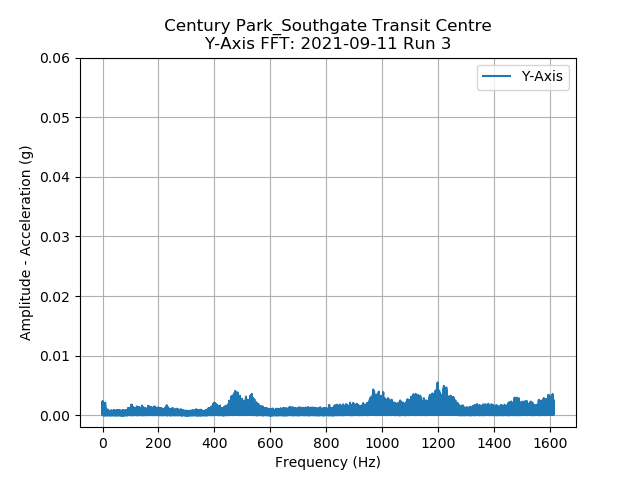 Century Park_Southgate Transit Centre
Y-Axis FFT: 2021-09-11 Run 3
Y-Axis
0.06
0.05
0.04
0.03
0.02
0.01
0.00
Amplitude - Acceleration (g)
0 200 400 600 800 1000 1200 1400 1600
Frequency (Hz)